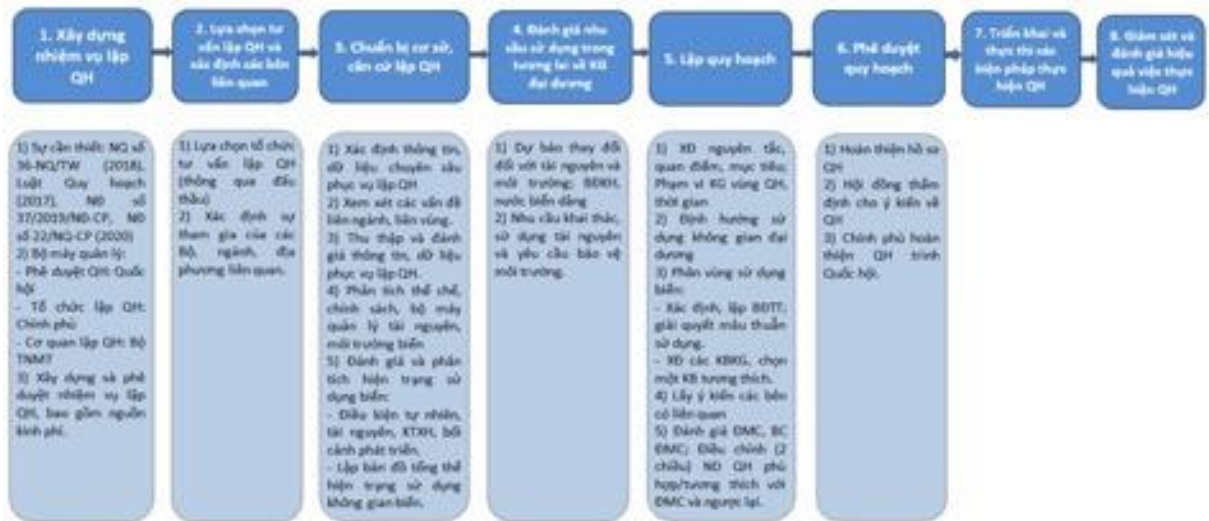 1. Xây dựng
nhiệm vụ lập
QH
2. Lựa chọn tư
vấn lập QH và
xác định các bên
liên quan
3. Chuẩn bị cơ sở,
căn cứ lập QH
4. Đánh giá nhu
cầu sử dụng trong
tương lai về KB
đại dương
5. Lập quy hoạch
6. Phê duyệt
quy hoạch
7. Triển khai và
thực thi các
biện pháp thực
hiện QH
8. Giám sát và
đánh giá hiệu
quả việc thực
hiện QH
1) Sự cần thiết: NQ số
36-NQ/TW (2018),
Luật Quy hoạch
(2017), NĐ số
37/2019/NĐ-CP, NĐ
số 22/NQ-CP (2020)
2) Bộ máy quản lý:
- Phê duyệt QH: Quốc
hội
- Tổ chức lập QH:
Chính phủ
- Cơ quan lập QH: Bộ
TNMT
3) Xây dựng và phê
duyệt nhiệm vụ lập
QH, bao gồm nguồn
kinh phí.
1) Lựa chọn tổ chức
tư vấn lập QH
(thông qua đấu
thầu)
2) Xác định sự
tham gia của các
Bộ, ngành, địa
phương liên quan.
1) Xác định thông tin,
dữ liệu chuyên sâu
phục vụ lập QH
2) Xem xét các vấn đề
liên ngành, liên vùng.
3) Thu thập và đánh
giá thông tin, dữ liệu
phục vụ lập QH.
4) Phân tích thể chế,
chính sách, bộ máy
quản lý tài nguyên,
môi trường biển
5) Đánh giá và phân
tích hiện trạng sử
dụng biển:
- Điều kiện tự nhiên,
tài nguyên, KTXH, bối
cảnh phát triển,
- Lập bản đồ tổng thể
hiện trạng sử dụng
không gian biển.
1) Dự báo thay đổi
đối với tài nguyên và
môi trường; BĐKH,
nước biển dâng
2) Nhu cầu khai thác,
sử dụng tài nguyên
và yêu cầu bảo vệ
môi trường.
1) XĐ nguyên tắc,
quan điểm, mục tiêu;
Phạm vi KG vùng QH,
thời gian
2) Định hướng sử
dụng không gian đại
dương
3) Phân vùng sử dụng
biển:
- Xác định, lập BĐTT;
giải quyết mâu thuẫn
sử dụng.
- XĐ các KBKG, chọn
một KB tương thích.
4) Lấy ý kiến các bên
có liên quan
5) Đánh giá ĐMC, BC
ĐMC; Điều chỉnh (2
chiều) ND QH phù
hợp/tương thích với
ĐMC và ngược lại.
1) Hoàn thiện hồ sơ
QH
2) Hội đồng thẩm
định cho ý kiến về
QH
3) Chính phủ hoàn
thiện QH trình
Quốc hội.